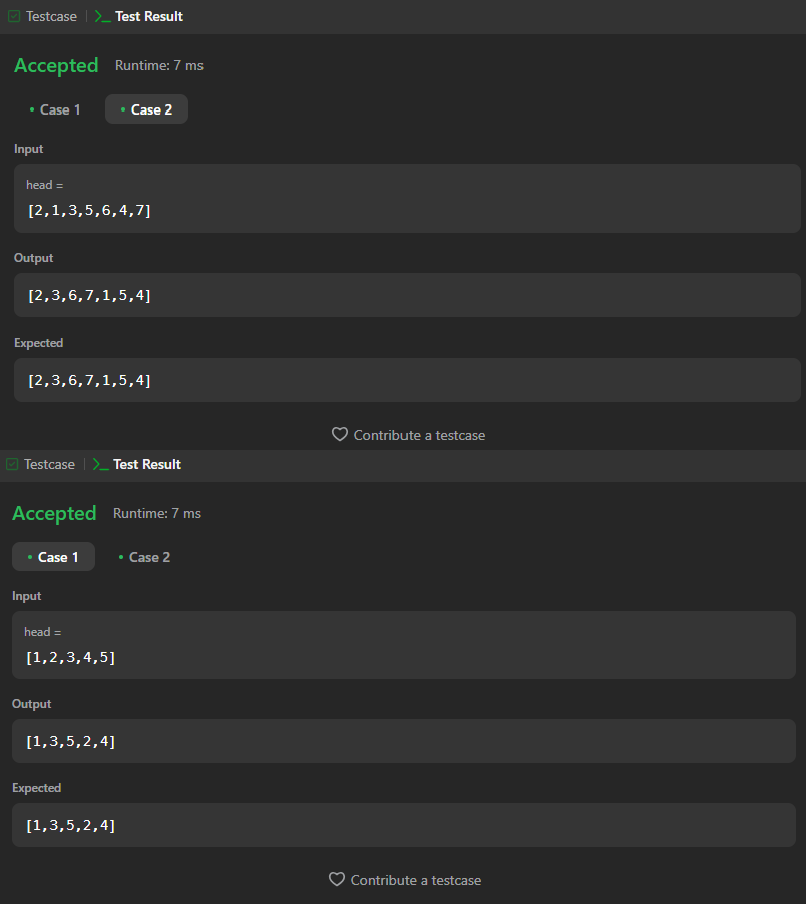 Testcase | >_ Test Result
Accepted Runtime: 7 ms
• Case 1 • Case 2
Input
head =
[2,1,3,5,6,4,7]
Output
[2,3,6,7,1,5,4]
Expected
[2,3,6,7,1,5,4]
Contribute a testcase
Testcase | >_ Test Result
Accepted Runtime: 7 ms
• Case 1 • Case 2
Input
head =
[1,2,3,4,5]
Output
[1,3,5,2,4]
Expected
[1,3,5,2,4]
Contribute a testcase